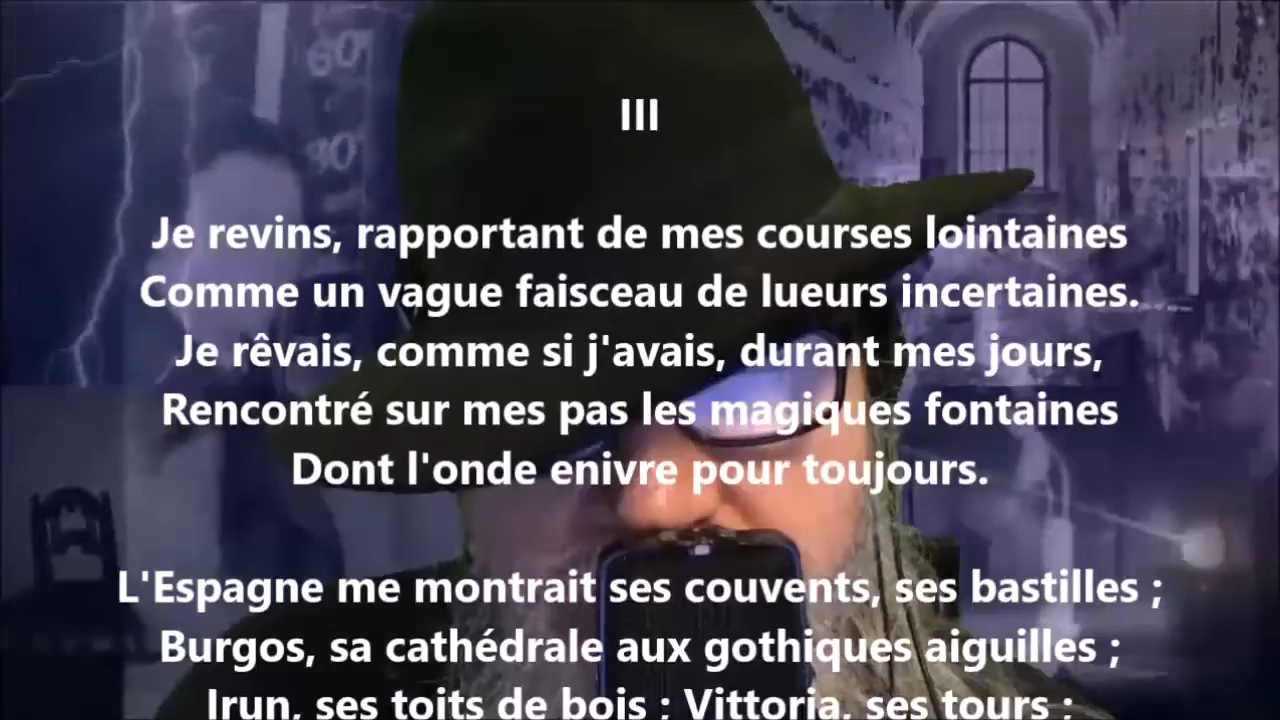 60
III
Je revins, rapportant de mes courses lointaines
Comme un vague faisceau de lueurs incertaines.
Je rêvais, comme si j'avais, durant mes jours,
Rencontré sur mes pas les magiques fontaines
Dont l'onde enivre pour toujours.
L'Espagne me montrait ses couvents, ses bastilles ;
Burgos, sa cathédrale aux gothiques aiguilles ;
Irun, ses toits de bois ; Vittoria, ses tours ;